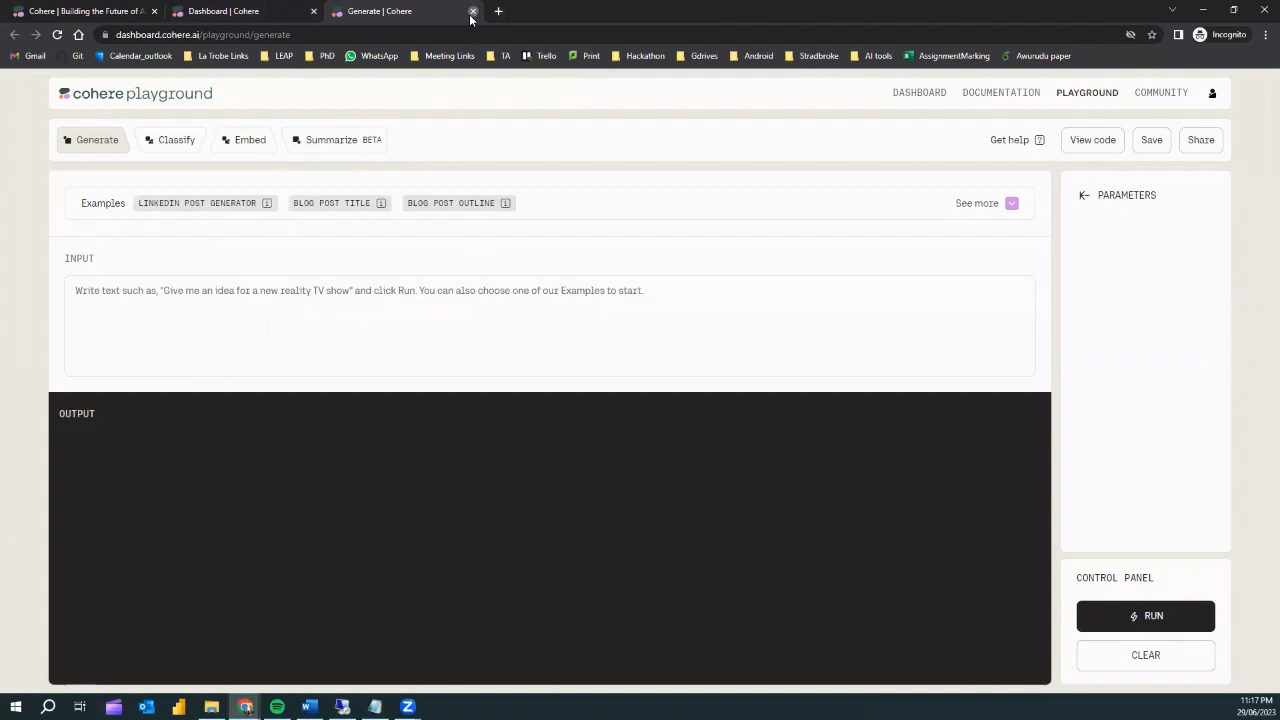 Cohere | Building the Future of A
Dashboard | Cohere
Generate | Cohere
dashboard.cohere.ai/playground/generate
Incognito
Gmail
Git
Calendar_outlook
La Trobe Links
LEAP
PhD
WhatsApp
Meeting Links
TA
Trello
Print
Hackathon
Gdrives
Android
Stradbroke
AI tools
AssignmentMarking
Awurudu paper
cohere playground
DASHBOARD
DOCUMENTATION
PLAYGROUND
COMMUNITY
Generate
Classify
Embed
Summarize BETA
Get help
View code
Save
Share
Examples
LINKEDIN POST GENERATOR
BLOG POST TITLE
BLOG POST OUTLINE
See more
PARAMETERS
INPUT
Write text such as, "Give me an idea for a new reality TV show" and click Run. You can also choose one of our Examples to start.
OUTPUT
CONTROL PANEL
RUN
CLEAR
11:17 PM
29/06/2023